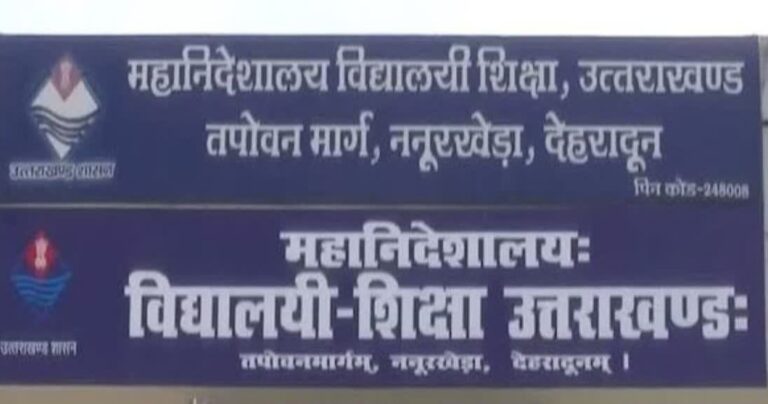 महानिदेशालय विद्यालयी शिक्षा, उत्तराखण्ड
उत्तराखण्ड शासन
तपोवन मार्ग, ननूरखेड़ा, देहरादून
पिन कोड-248008
महानिदेशालयः
विद्यालयी-शिक्षा उत्तराखण्डः
उत्तराखण्ड शासन
तपोवनमार्गम्, ननूरखेड़ा, देहरादूनम् ।